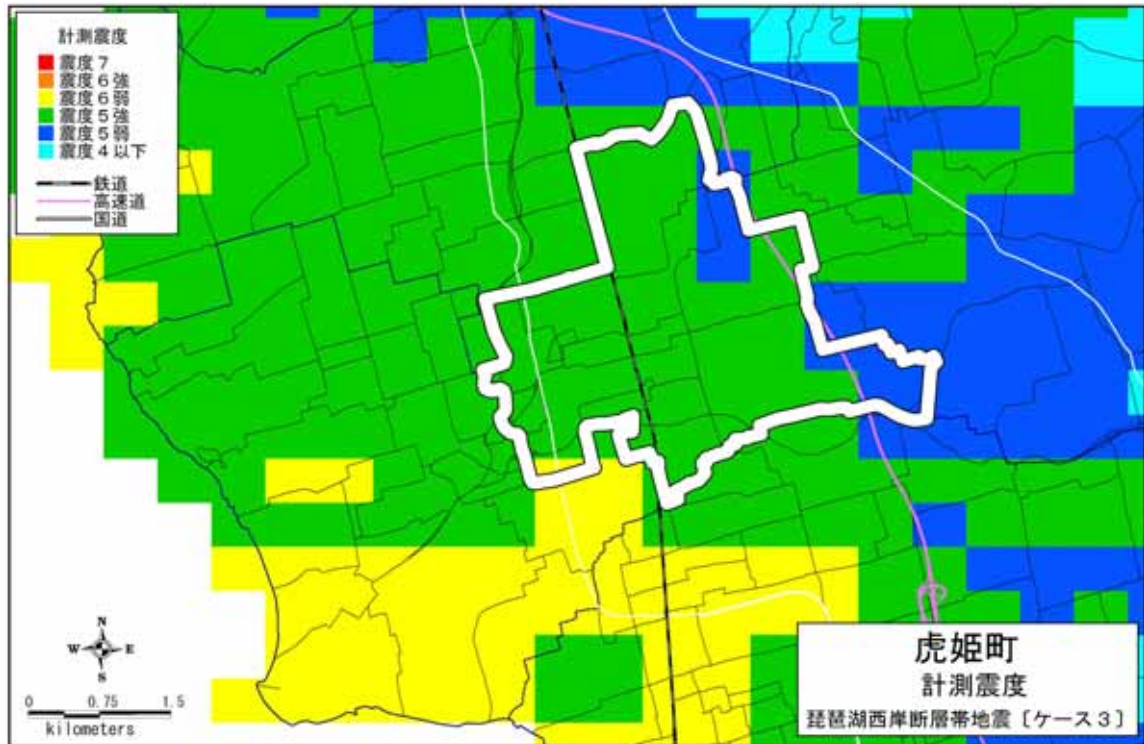 計測震度
震度7
震度6強
震度6弱
震度5強
震度5弱
震度4以下
鉄道
高速道
国道
N
W E
S
0 0.75 1.5
kilometers
虎姫町
計測震度
琵琶湖西岸断層帯地震〔ケース3〕